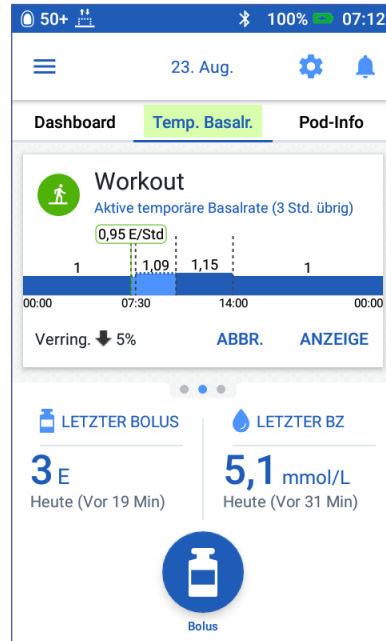 50+ 100% 07:12
23. Aug.
Dashboard Temp. Basalr. Pod-Info
Workout
Aktive temporäre Basalrate (3 Std. übrig)
0,95 E/Std
1 1,09 1,15 1
00:00 07:30 14:00 00:00
Verring. 5% ABBR. ANZEIGE
LETZTER BOLUS LETZTER BZ
3 E 5,1 mmol/L
Heute (Vor 19 Min) Heute (Vor 31 Min)
Bolus